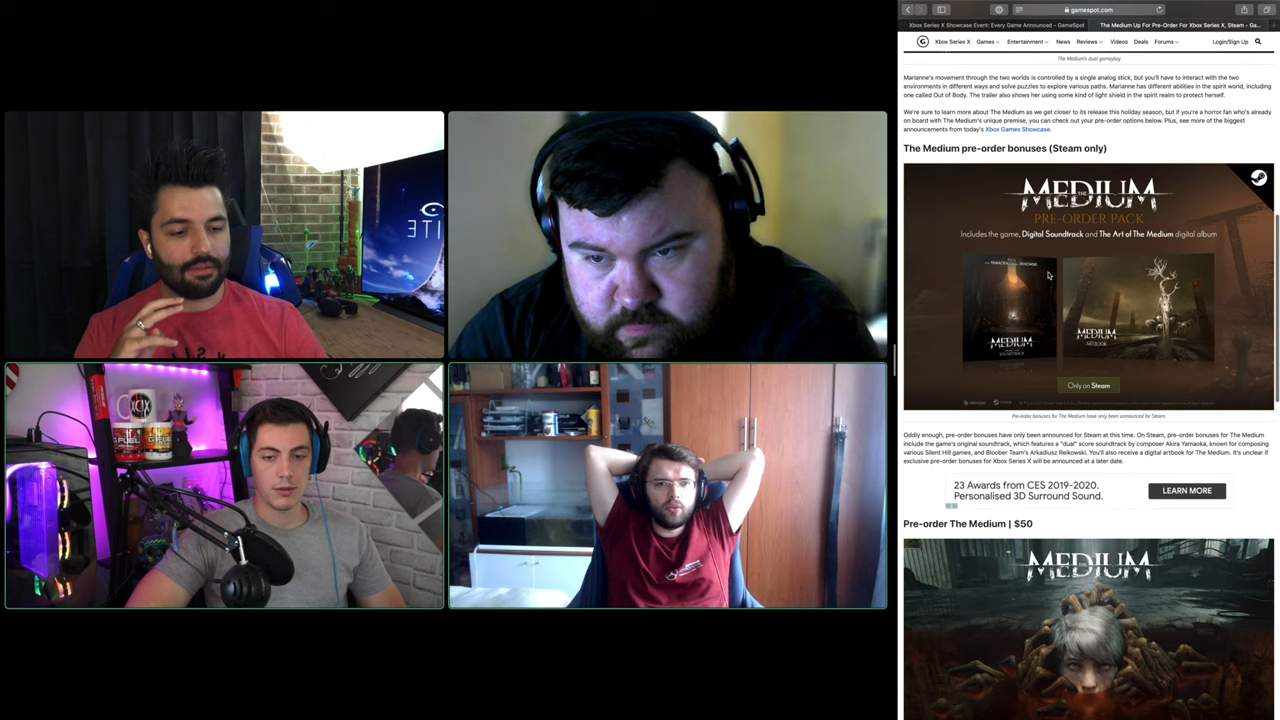 gamespot.com
Xbox Series X Showcase Event: Every Game Announced - GameSpot
The Medium Up For Pre-Order For Xbox Series X, Steam - Ga...
Xbox Series X
Games
Entertainment
News
Reviews
Videos
Deals
Forums
Login/Sign Up
The Medium's dual gameplay
Marianne's movement through the two worlds is controlled by a single analog stick, but you'll have to interact with the two
environments in different ways and solve puzzles to explore various paths. Marianne has different abilities in the spirit world, including
one called Out of Body. The trailer also shows her using some kind of light shield in the spirit realm to protect herself.
We're sure to learn more about The Medium as we get closer to its release this holiday season, but if you're a horror fan who's already
on board with The Medium's unique premise, you can check out your pre-order options below. Plus, see more of the biggest
announcements from today's Xbox Games Showcase.
The Medium pre-order bonuses (Steam only)
THE MEDIUM
PRE-ORDER PACK
Includes the game, Digital Soundtrack and The Art of The Medium digital album
MEDIUM
SOUNDTRACK
MEDIUM
ARTBOOK
Only on Steam
Pre-order bonuses for The Medium have only been announced for Steam.
Oddly enough, pre-order bonuses have only been announced for Steam at this time. On Steam, pre-order bonuses for The Medium
include the game's original soundtrack, which features a "dual" score soundtrack by composer Akira Yamaoka, known for composing
various Silent Hill games, and Bloober Team's Arkadiusz Reikowski. You'll also receive a digital artbook for The Medium. It's unclear if
exclusive pre-order bonuses for Xbox Series X will be announced at a later date.
23 Awards from CES 2019-2020.
Personalised 3D Surround Sound.
LEARN MORE
Pre-order The Medium | $50
THE MEDIUM
G FUEL
G FUEL